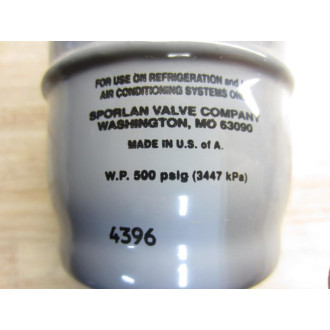 FOR USE ON REFRIGERATION and
AIR CONDITIONING SYSTEMS
SPORLAN VALVE COMPANY
WASHINGTON, MO 63090
MADE IN U.S. of A.
W.P. 500 psig (3447 kPa)
4396